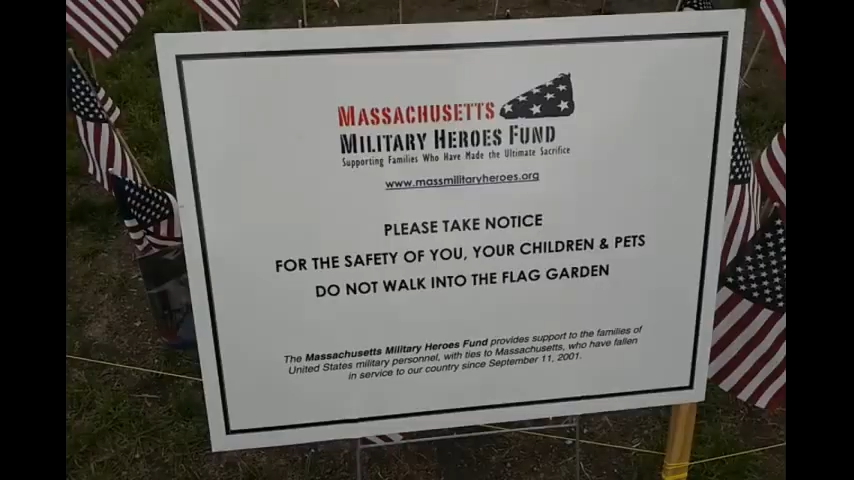 MASSACHUSETTS
MILITARY HEROES FUND
Supporting Families Who Have Made the Ultimate Sacrifice
www.massmilitaryheroes.org
PLEASE TAKE NOTICE
FOR THE SAFETY OF YOU, YOUR CHILDREN & PETS
DO NOT WALK INTO THE FLAG GARDEN
The Massachusetts Military Heroes Fund provides support to the families of
United States military personnel, with ties to Massachusetts, who have fallen
in service to our country since September 11, 2001.